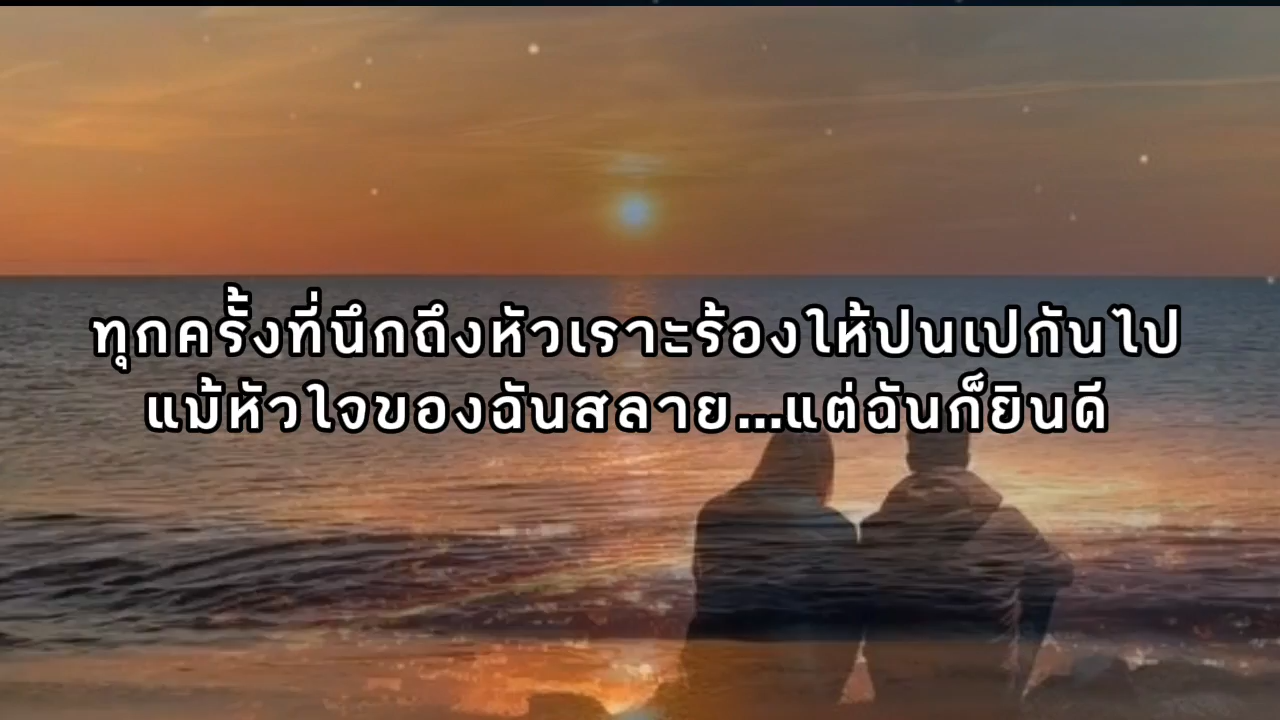 ทุกครั้งที่นึกถึงหัวเราะร้องไห้ปนเปกันไป
แม้หัวใจของฉันสลาย...แต่ฉันก็ยินดี